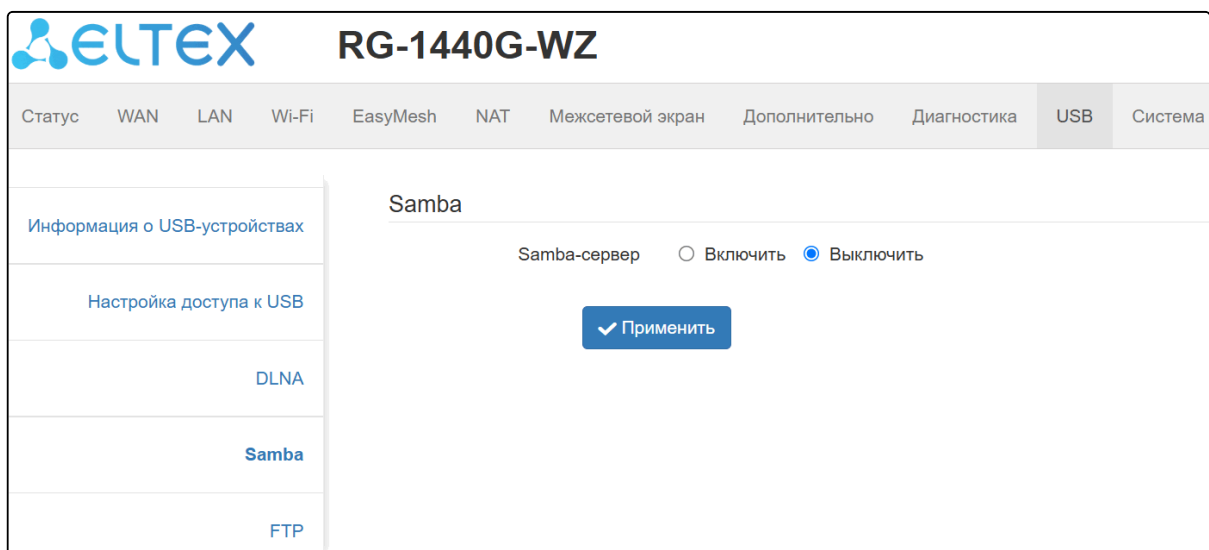 ELTEX RG-1440G-WZ
Статус WAN LAN Wi-Fi EasyMesh NAT Межсетевой экран Дополнительно Диагностика USB Система
Информация о USB-устройствах
Настройка доступа к USB
DLNA
Samba
FTP
Samba
Samba-сервер Включить Выключить
Применить